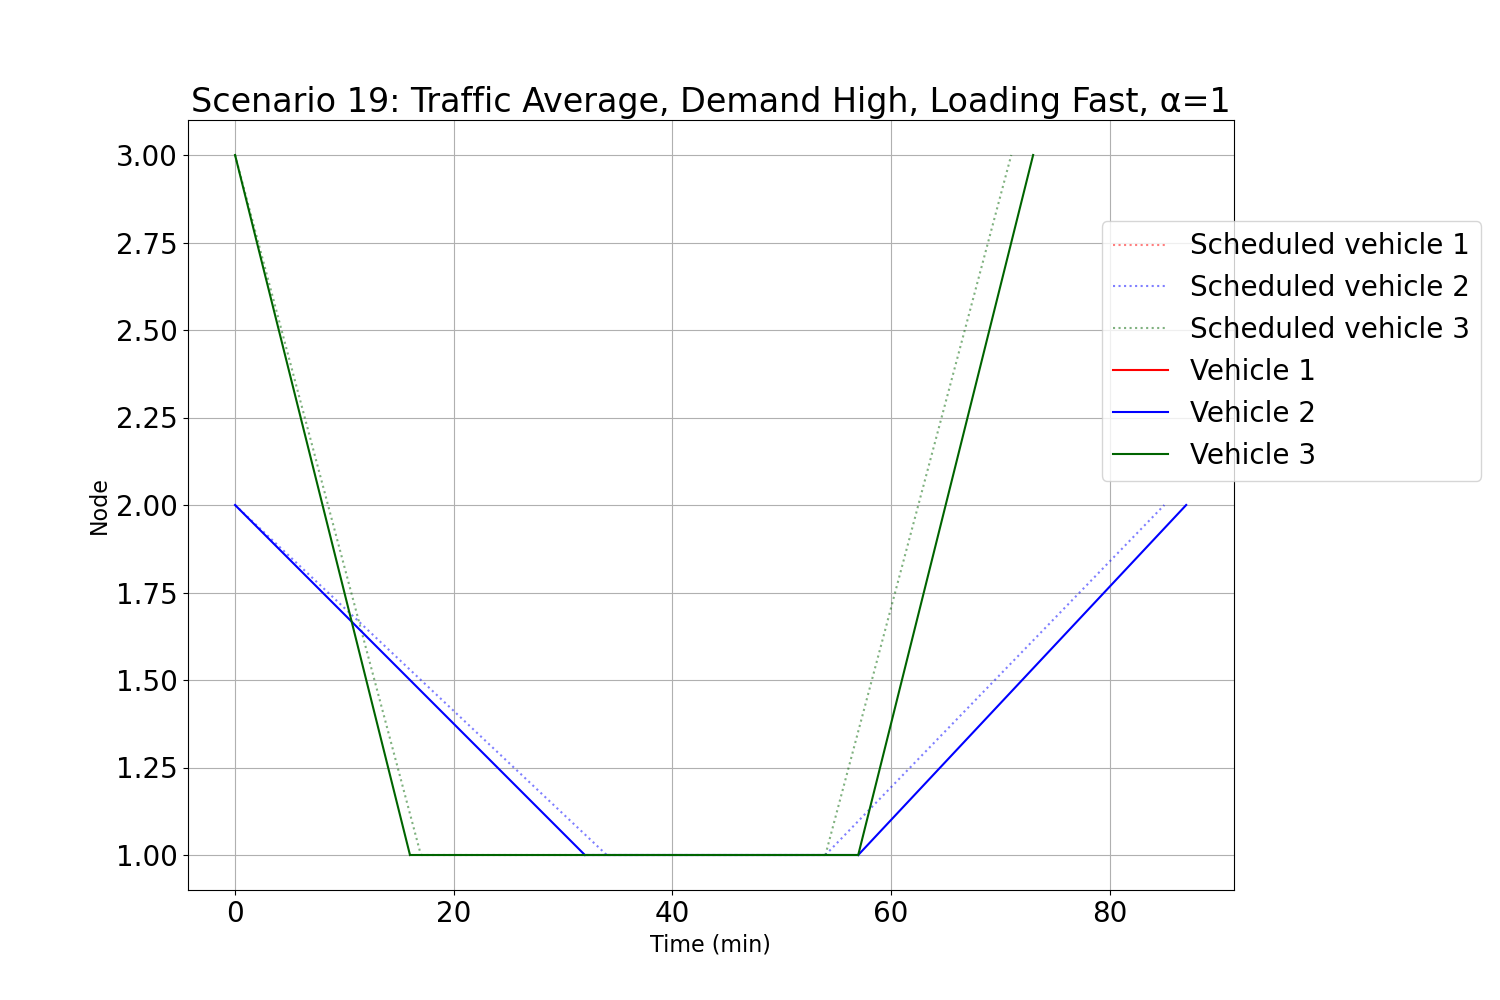 Scenario 19: Traffic Average, Demand High, Loading Fast, α=1
3.00
2.75
2.50
2.25
2.00
1.75
1.50
1.25
1.00
Node
0 20 40 60 80
Time (min)
Scheduled vehicle 1
Scheduled vehicle 2
Scheduled vehicle 3
Vehicle 1
Vehicle 2
Vehicle 3